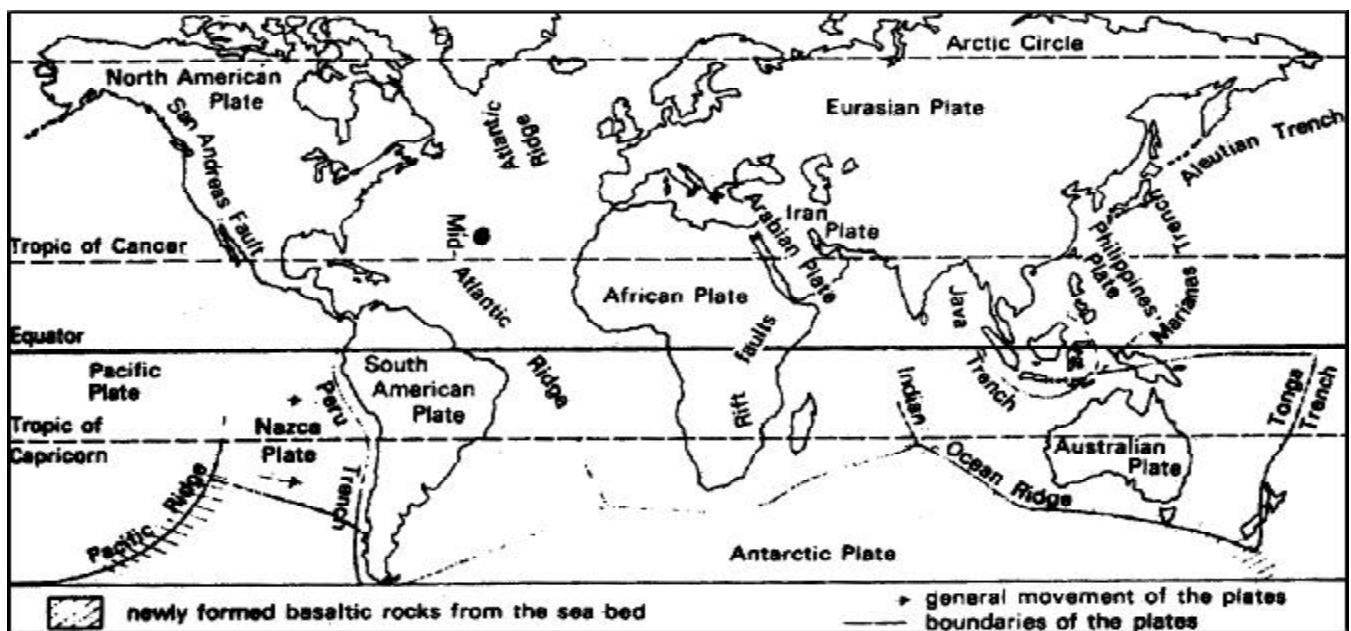 Arctic Circle
North American
Plate
San Andreas Fault
Atlantic
Ridge
Eurasian Plate
Aleutian Trench
Tropic of Cancer
Mid-
Atlantic
Ridge
Arabian Plate
Iran
Plate
African Plate
Rift faults
Java
Trench
Philippines
Plate
Marianas
Trench
Equator
Pacific
Plate
South
American
Plate
Peru
Trench
Nazca
Plate
Tropic of
Capricorn
Pacific Ridge
Indian
Ocean Ridge
Australian
Plate
Tonga
Trench
Antarctic Plate
newly formed basaltic rocks from the sea bed
general movement of the plates
boundaries of the plates